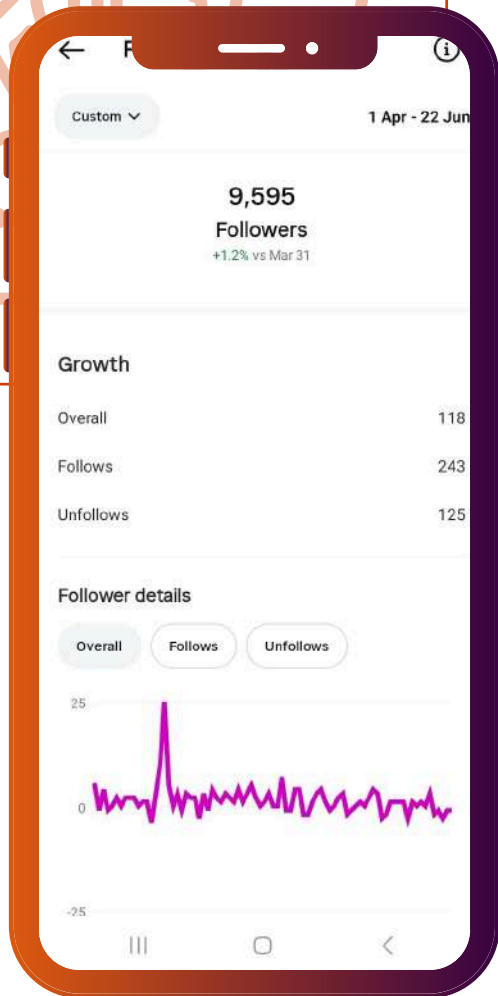 Custom
1 Apr - 22 Jun
9,595
Followers
+1.2% vs Mar 31
Growth
Overall 118
Follows 243
Unfollows 125
Follower details
Overall Follows Unfollows
25
0
-25